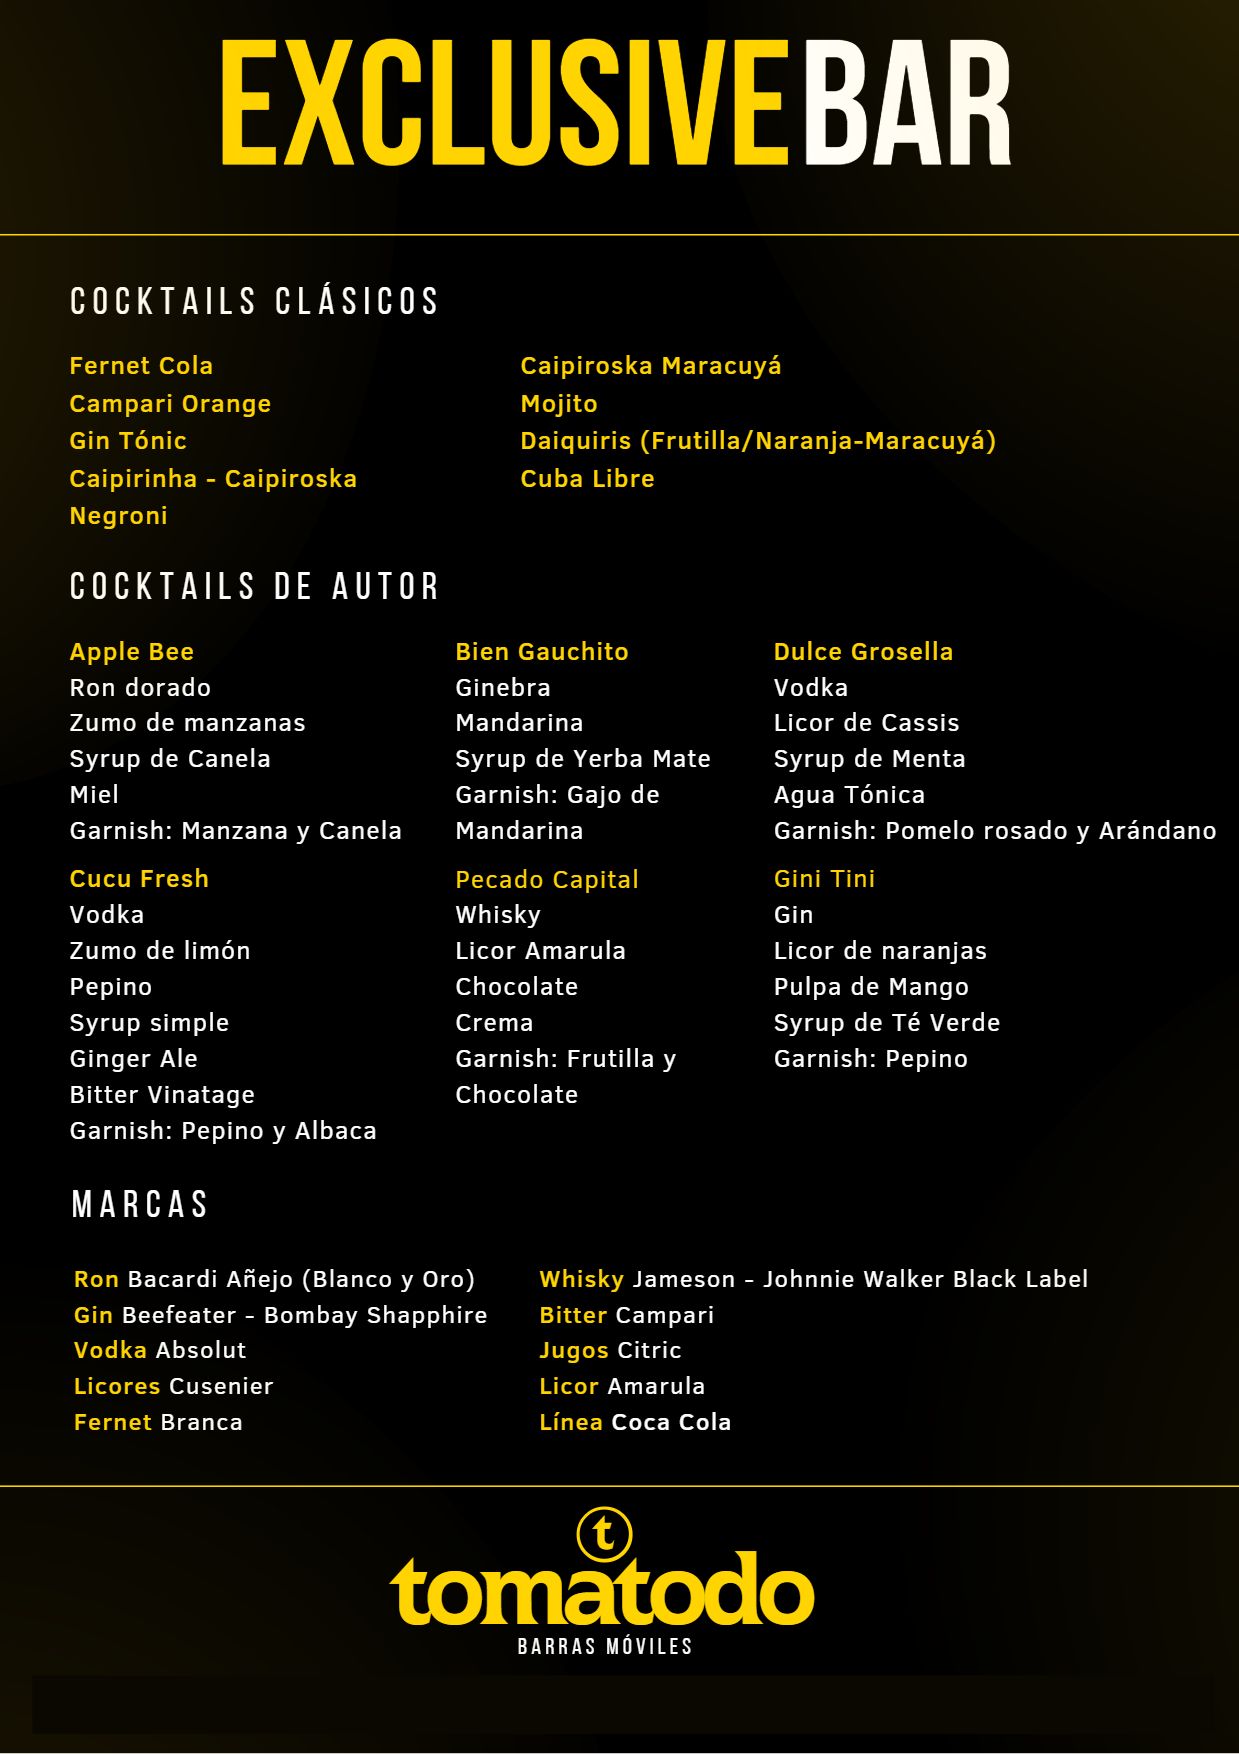 EXCLUSIVEBAR
COCKTAILS CLÁSICOS
Fernet Cola
Campari Orange
Gin Tónic
Caipirinha - Caipiroska
Negroni
Caipiroska Maracuyá
Mojito
Daiquiris (Frutilla/Naranja-Maracuyá)
Cuba Libre
COCKTAILS DE AUTOR
Apple Bee
Ron dorado
Zumo de manzanas
Syrup de Canela
Miel
Garnish: Manzana y Canela
Bien Gauchito
Ginebra
Mandarina
Syrup de Yerba Mate
Garnish: Gajo de
Mandarina
Dulce Grosella
Vodka
Licor de Cassis
Syrup de Menta
Agua Tónica
Garnish: Pomelo rosado y Arándano
Cucu Fresh
Vodka
Zumo de limón
Pepino
Syrup simple
Ginger Ale
Bitter Vinatage
Garnish: Pepino y Albaca
Pecado Capital
Whisky
Licor Amarula
Chocolate
Crema
Garnish: Frutilla y
Chocolate
Gini Tini
Gin
Licor de naranjas
Pulpa de Mango
Syrup de Té Verde
Garnish: Pepino
MARCAS
Ron Bacardi Añejo (Blanco y Oro)
Gin Beefeater - Bombay Shapphire
Vodka Absolut
Licores Cusenier
Fernet Branca
Whisky Jameson - Johnnie Walker Black Label
Bitter Campari
Jugos Citric
Licor Amarula
Línea Coca Cola
t
tomatodo
BARRAS MÓVILES